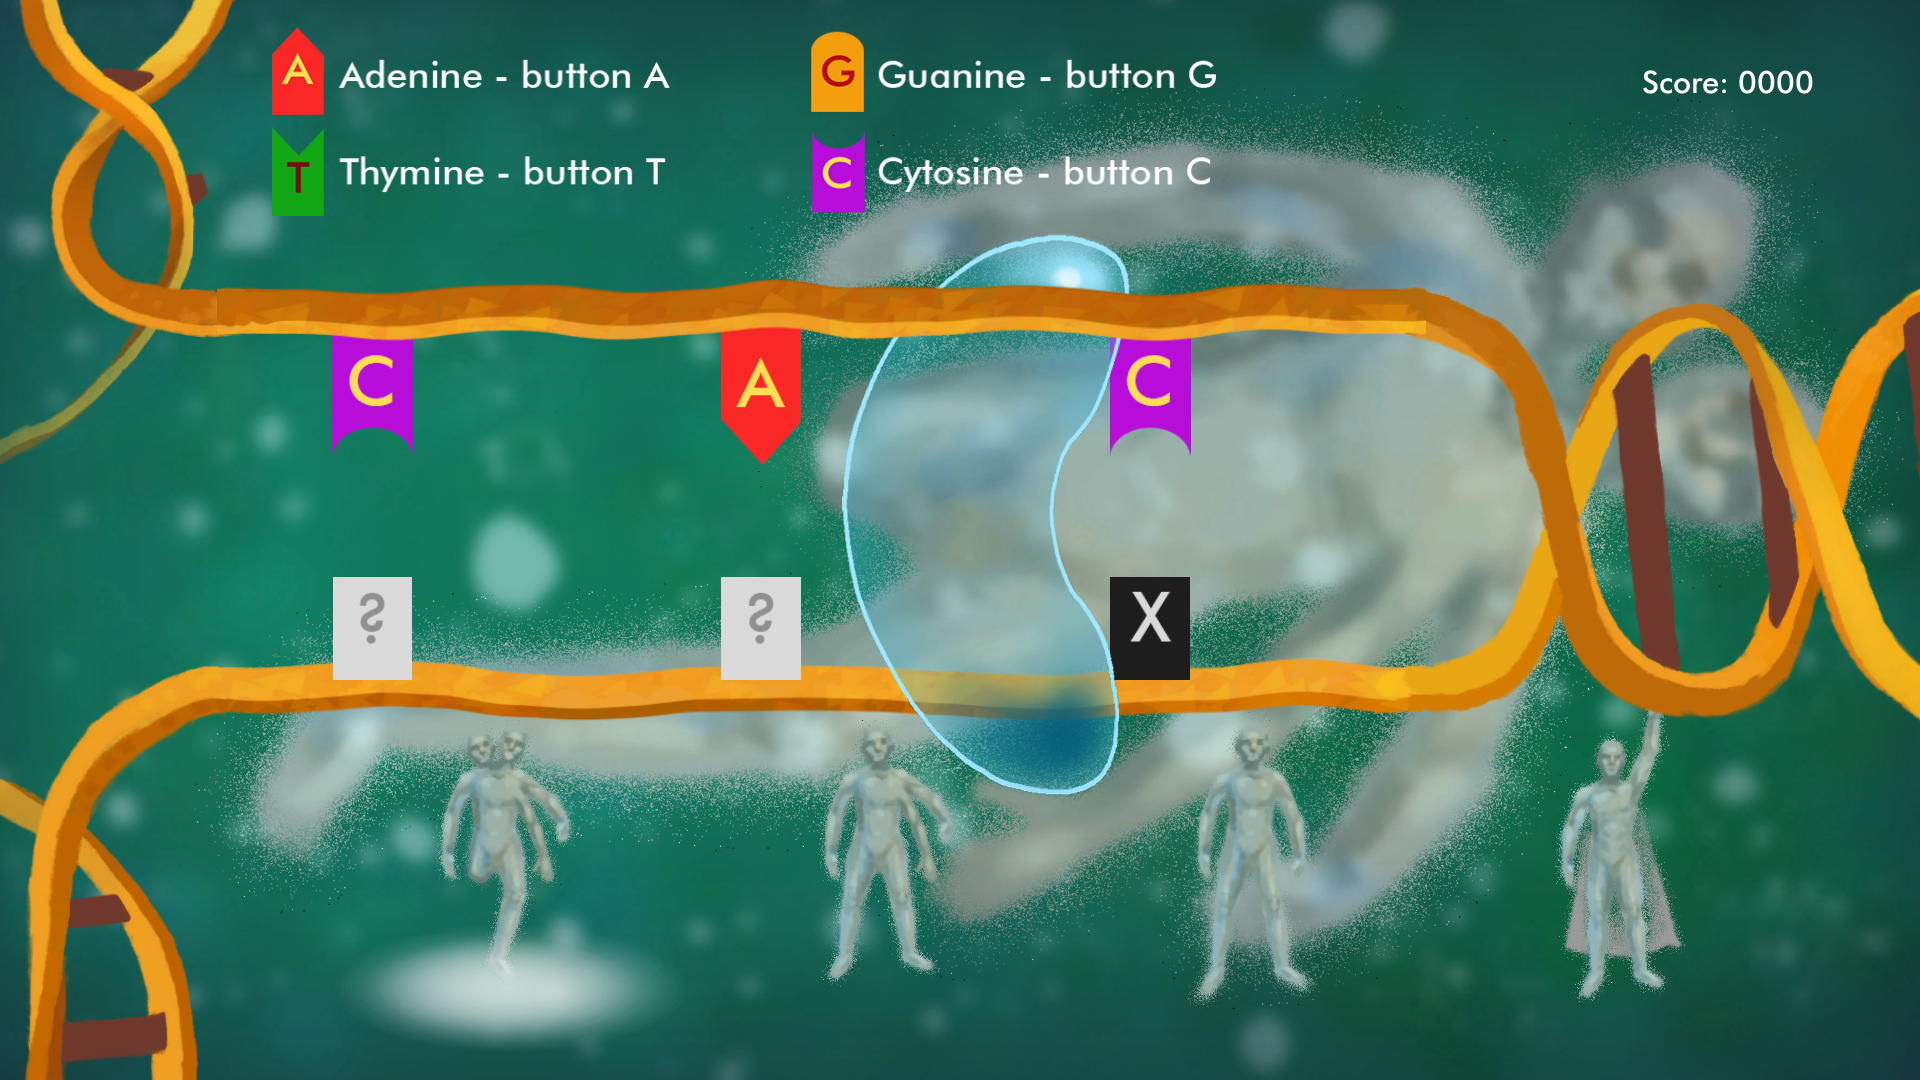 A Adenine - button A
G Guanine - button G
Score: 0000
T Thymine - button T
C Cytosine - button C
C A C
? ? X